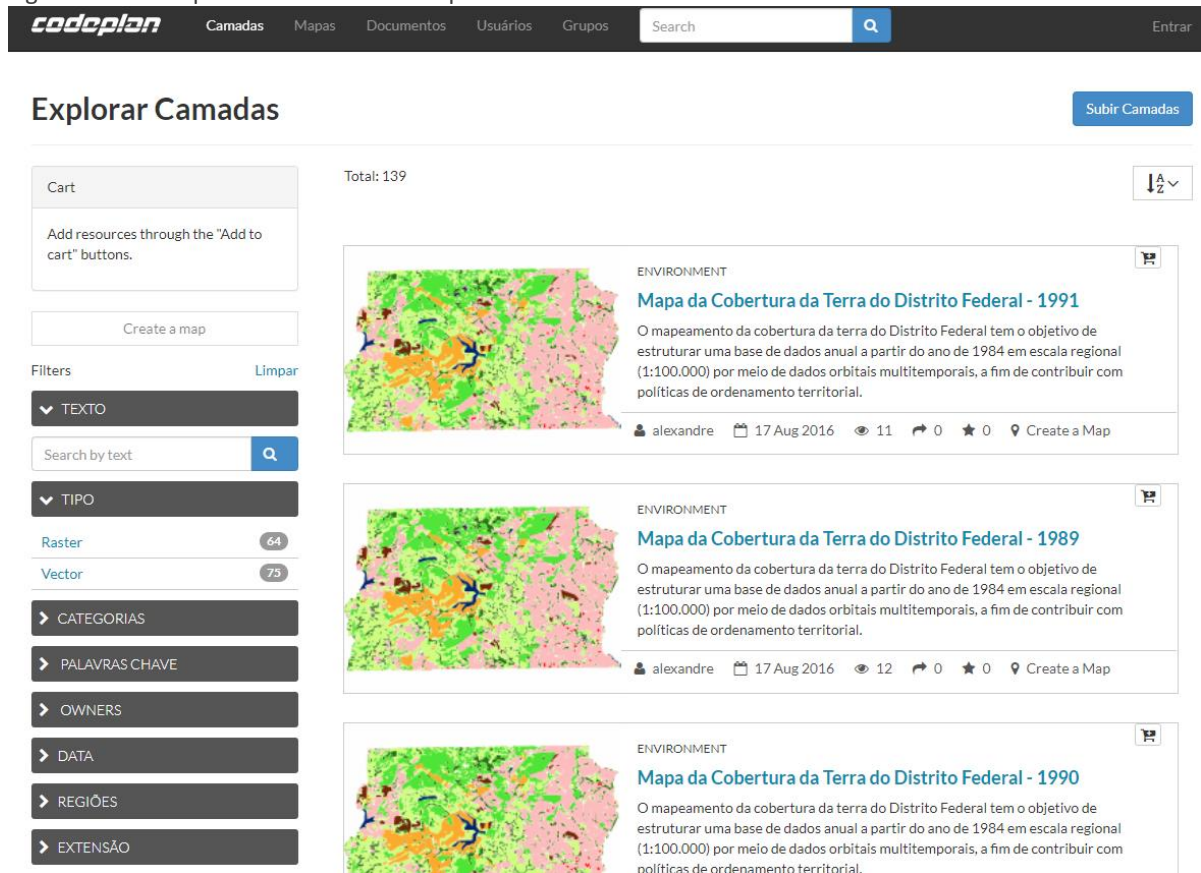 codeplan
Camadas Mapas Documentos Usuários Grupos Search Entrar
Explorar Camadas
Subir Camadas
Cart
Add resources through the "Add to
cart" buttons.
Create a map
Filters Limpar
TEXTO
Search by text
TIPO
Raster 64
Vector 75
CATEGORIAS
PALAVRAS CHAVE
OWNERS
DATA
REGIÕES
EXTENSÃO
Total: 139
ENVIRONMENT
Mapa da Cobertura da Terra do Distrito Federal - 1991
O mapeamento da cobertura da terra do Distrito Federal tem o objetivo de
estruturar uma base de dados anual a partir do ano de 1984 em escala regional
(1:100.000) por meio de dados orbitais multitemporais, a fim de contribuir com
políticas de ordenamento territorial.
alexandre 17 Aug 2016 11 0 0 Create a Map
ENVIRONMENT
Mapa da Cobertura da Terra do Distrito Federal - 1989
O mapeamento da cobertura da terra do Distrito Federal tem o objetivo de
estruturar uma base de dados anual a partir do ano de 1984 em escala regional
(1:100.000) por meio de dados orbitais multitemporais, a fim de contribuir com
políticas de ordenamento territorial.
alexandre 17 Aug 2016 12 0 0 Create a Map
ENVIRONMENT
Mapa da Cobertura da Terra do Distrito Federal - 1990
O mapeamento da cobertura da terra do Distrito Federal tem o objetivo de
estruturar uma base de dados anual a partir do ano de 1984 em escala regional
(1:100.000) por meio de dados orbitais multitemporais, a fim de contribuir com
políticas de ordenamento territorial.